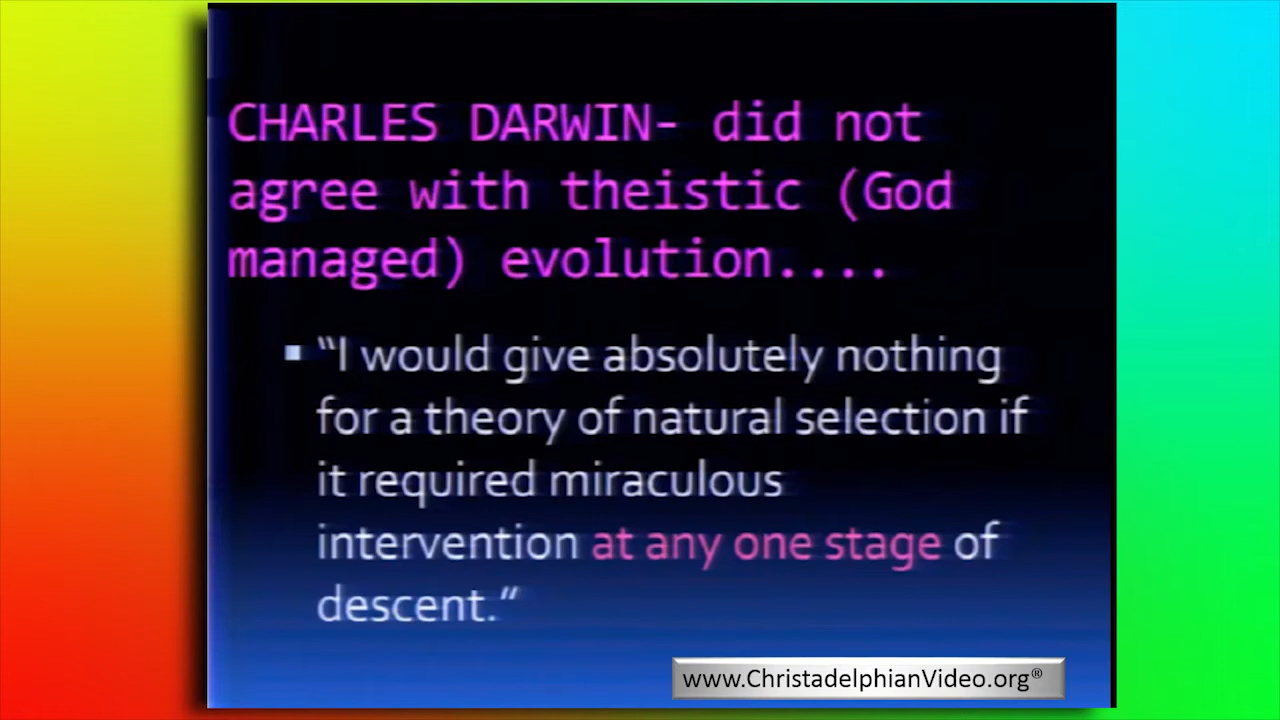 CHARLES DARWIN- did not
agree with theistic (God
managed) evolution....
▪ “I would give absolutely nothing
for a theory of natural selection if
it required miraculous
intervention at any one stage of
descent.”
www.ChristadelphianVideo.org®